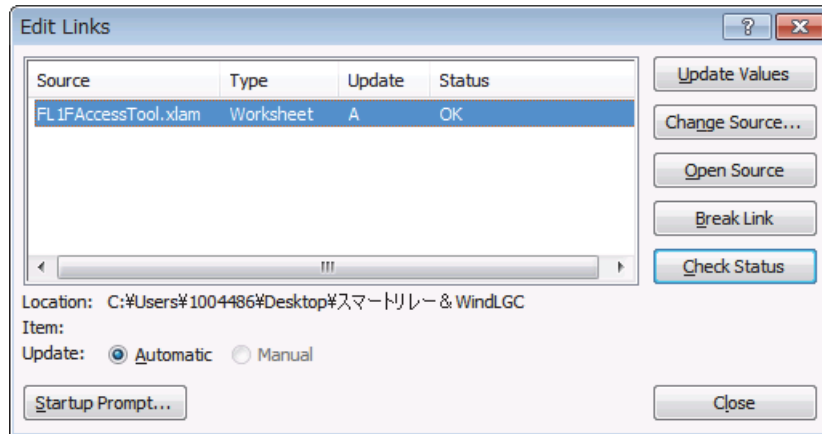 Edit Links
Source Type Update Status
FL1FAccessTool.xlam Worksheet A OK
Update Values
Change Source...
Open Source
Break Link
Check Status
Location: C:¥Users¥1004486¥Desktop¥スマートリレー＆WindLGC
Item:
Update: Automatic Manual
Startup Prompt... Close